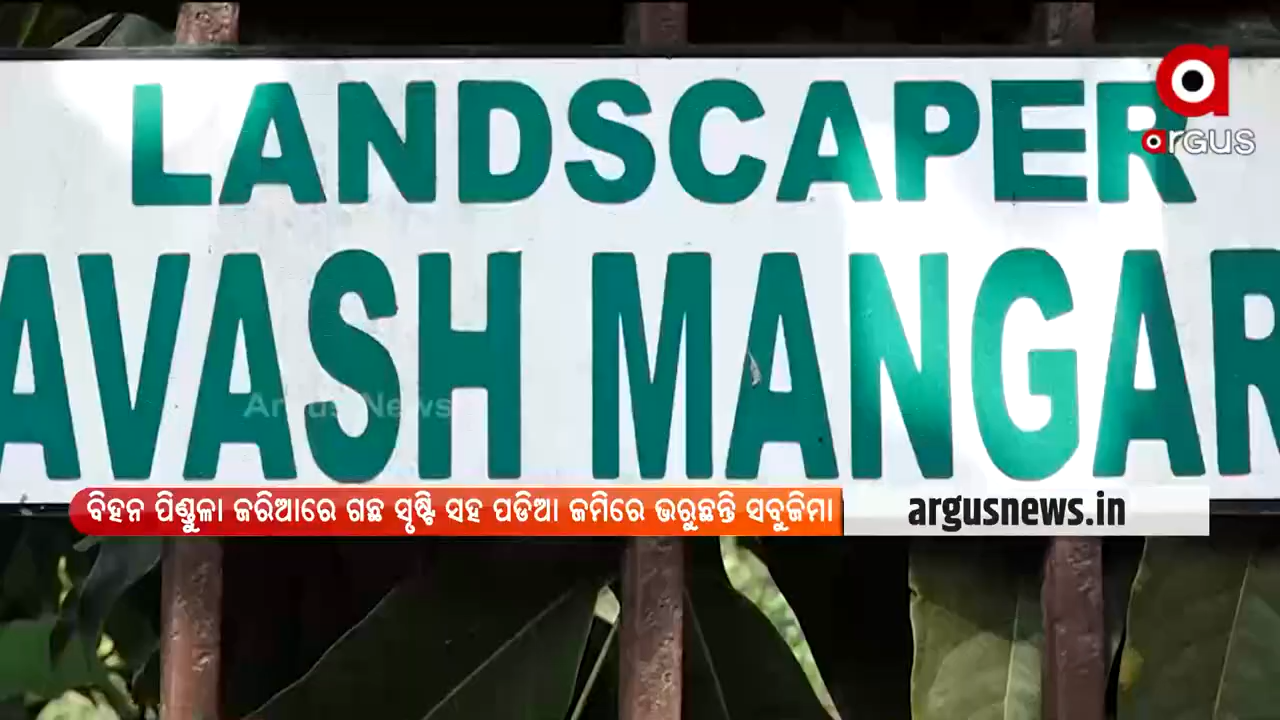 LANDSCAPER
argus
AVASH MANGAR
Argus News
ବିହନ ପିଣ୍ଡୁଳା ଜରିଆରେ ଗଛ ସୃଷ୍ଟି ସହ ପଡିଆ ଜମିରେ ଭରୁଛନ୍ତି ସବୁଜିମା
argusnews.in